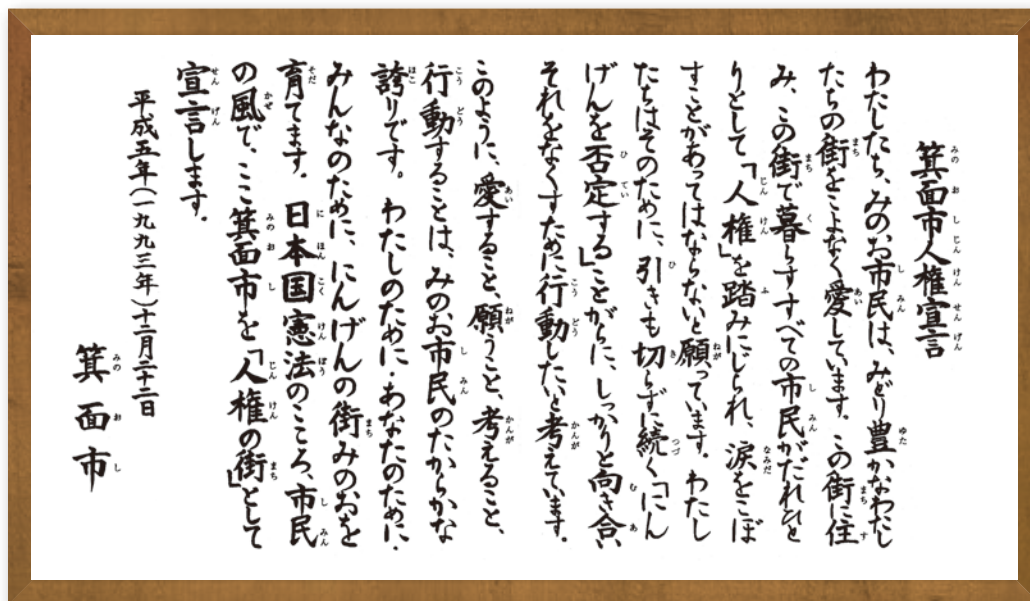 箕面市人権宣言
わたしたち、みのお市民は、みどり豊かなわたし
たちの街をこよなく愛しています。この街に住
み、この街で暮らすすべての市民がだれひと
りとして「人権」を踏みにじられ、涙をこぼ
すことがあってはならないと願っています。わたし
たちはそのために、引きも切らずに続く「にん
げんを否定する」ことがらに、しっかりと向き合い
それをなくすために行動したいと考えています。
このように、愛すること、願うこと、考えること、
行動することは、みのお市民のたからかな
誇りです。わたしのために・あなたのために・
みんなのために、にんげんの街みのおを
育てます。日本国憲法のこころ、市民
の風で、ここ箕面市を「人権の街」として
宣言します。
平成五年(一九九三年)十二月二十二日
箕面市